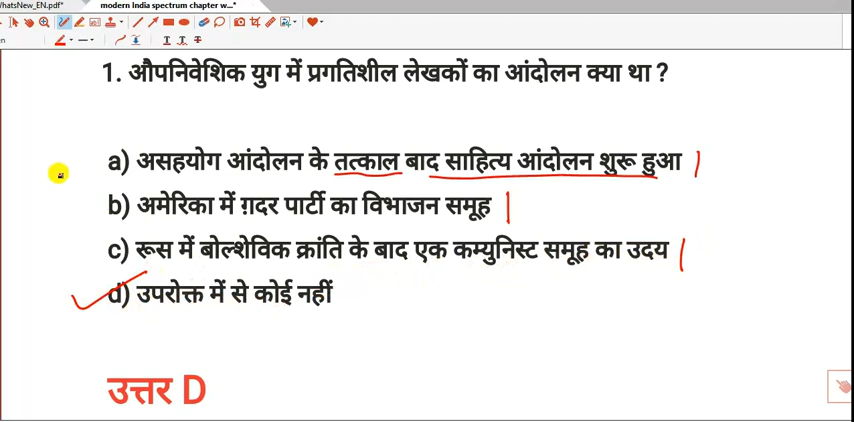 hatsNew_EN.pdf*
modern India spectrum chapter w...*
1. औपनिवेशिक युग में प्रगतिशील लेखकों का आंदोलन क्या था ?
a) असहयोग आंदोलन के तत्काल बाद साहित्य आंदोलन शुरू हुआ
b) अमेरिका में ग़दर पार्टी का विभाजन समूह
c) रूस में बोल्शेविक क्रांति के बाद एक कम्युनिस्ट समूह का उदय
d) उपरोक्त में से कोई नहीं
उत्तर D